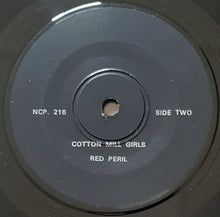 NCP. 216 SIDE TWO
COTTON MILL GIRLS
RED PERIL